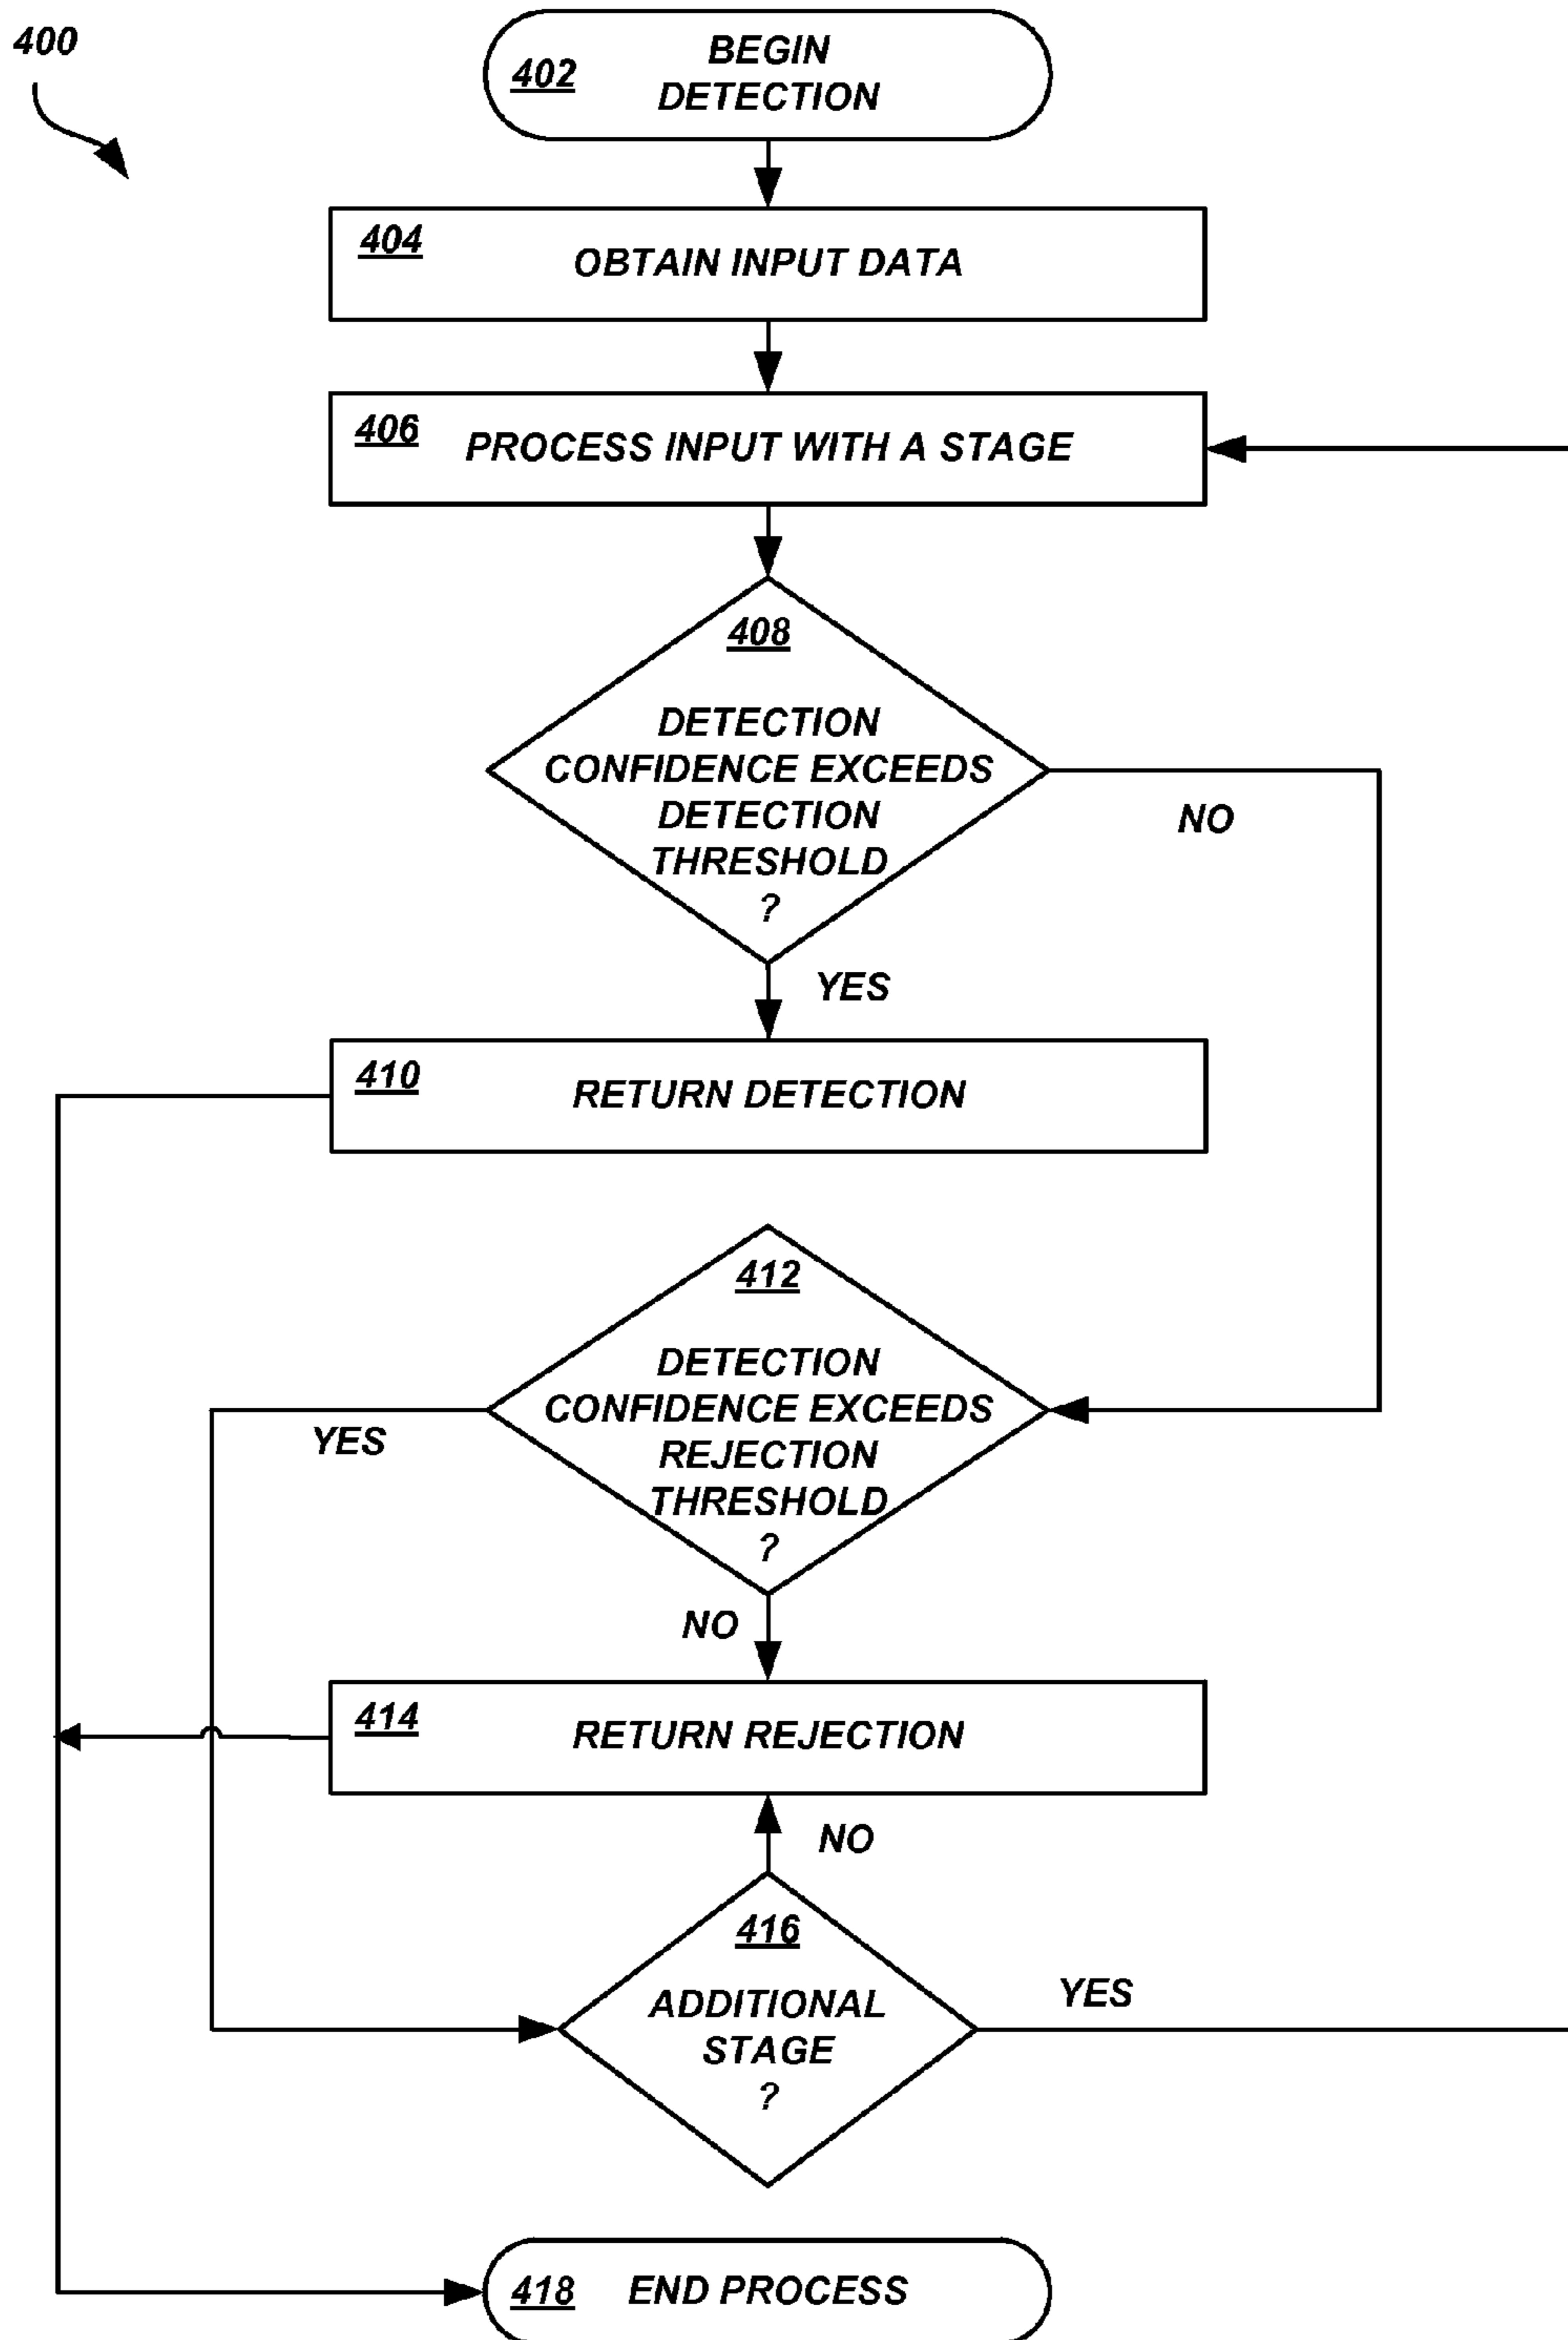 400
402
BEGIN
DETECTION
404
OBTAIN INPUT DATA
406
PROCESS INPUT WITH A STAGE
408
DETECTION
CONFIDENCE EXCEEDS
DETECTION
THRESHOLD
?
NO
YES
410
RETURN DETECTION
412
DETECTION
CONFIDENCE EXCEEDS
REJECTION
THRESHOLD
?
YES
NO
414
RETURN REJECTION
NO
416
ADDITIONAL
STAGE
?
YES
418
END PROCESS